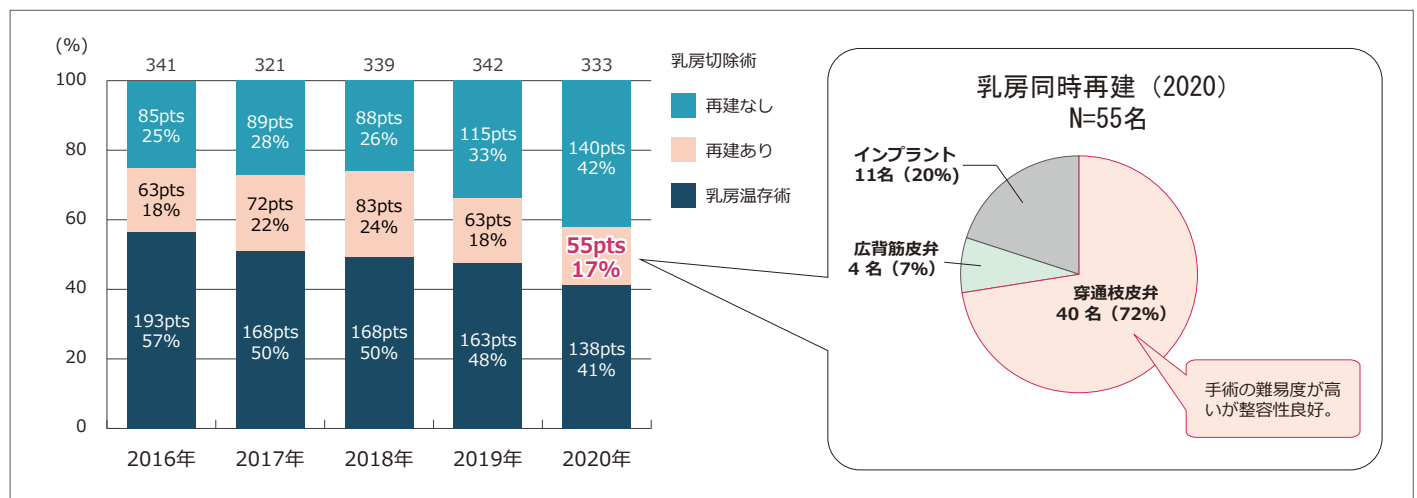 (%)
341
321
339
342
333
100
80
60
40
20
0
85pts
25%
63pts
18%
193pts
57%
89pts
28%
72pts
22%
168pts
50%
88pts
26%
83pts
24%
168pts
50%
115pts
33%
63pts
18%
163pts
48%
140pts
42%
55pts
17%
138pts
41%
2016年
2017年
2018年
2019年
2020年
乳房切除術
再建なし
再建あり
乳房温存術
乳房同時再建（2020）
N=55名
インプラント
11名（20%)
広背筋皮弁
4 名（7%）
穿通枝皮弁
40 名（72%）
手術の難易度が高
いが整容性良好。